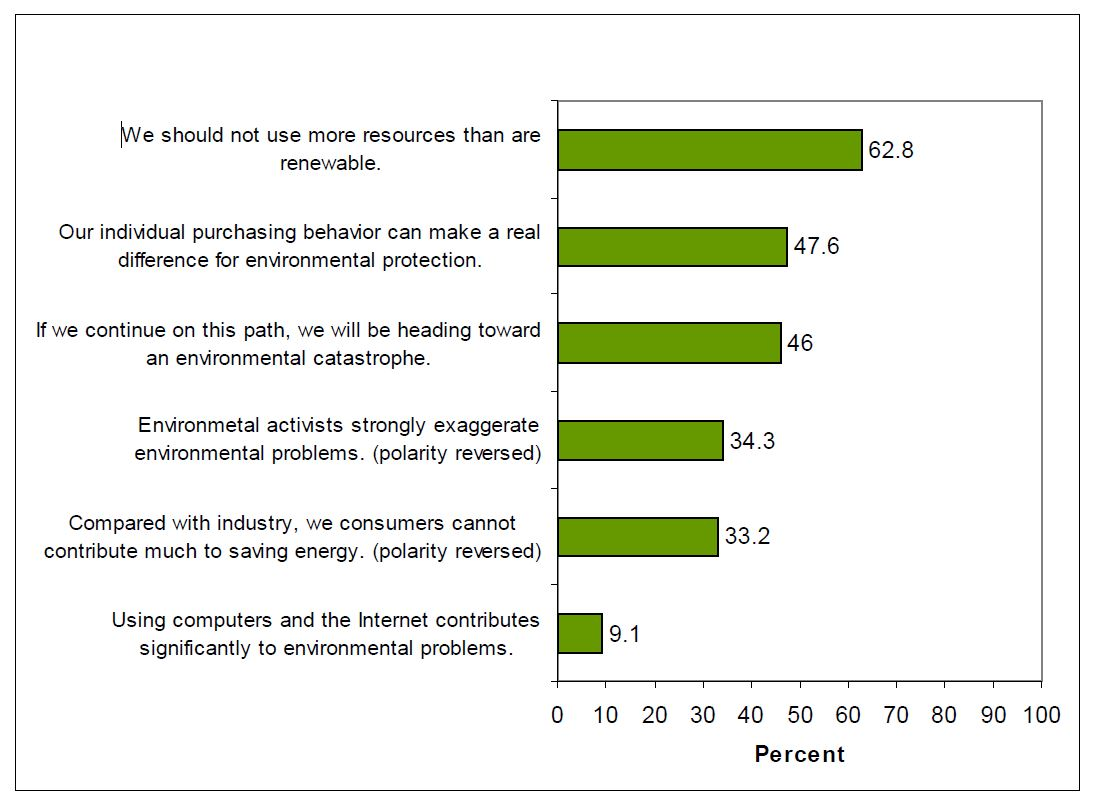 We should not use more resources than are
renewable.
62.8
Our individual purchasing behavior can make a real
difference for environmental protection.
47.6
If we continue on this path, we will be heading toward
an environmental catastrophe.
46
Environmetal activists strongly exaggerate
environmental problems. (polarity reversed)
34.3
Compared with industry, we consumers cannot
contribute much to saving energy. (polarity reversed)
33.2
Using computers and the Internet contributes
significantly to environmental problems.
9.1
0 10 20 30 40 50 60 70 80 90 100
Percent